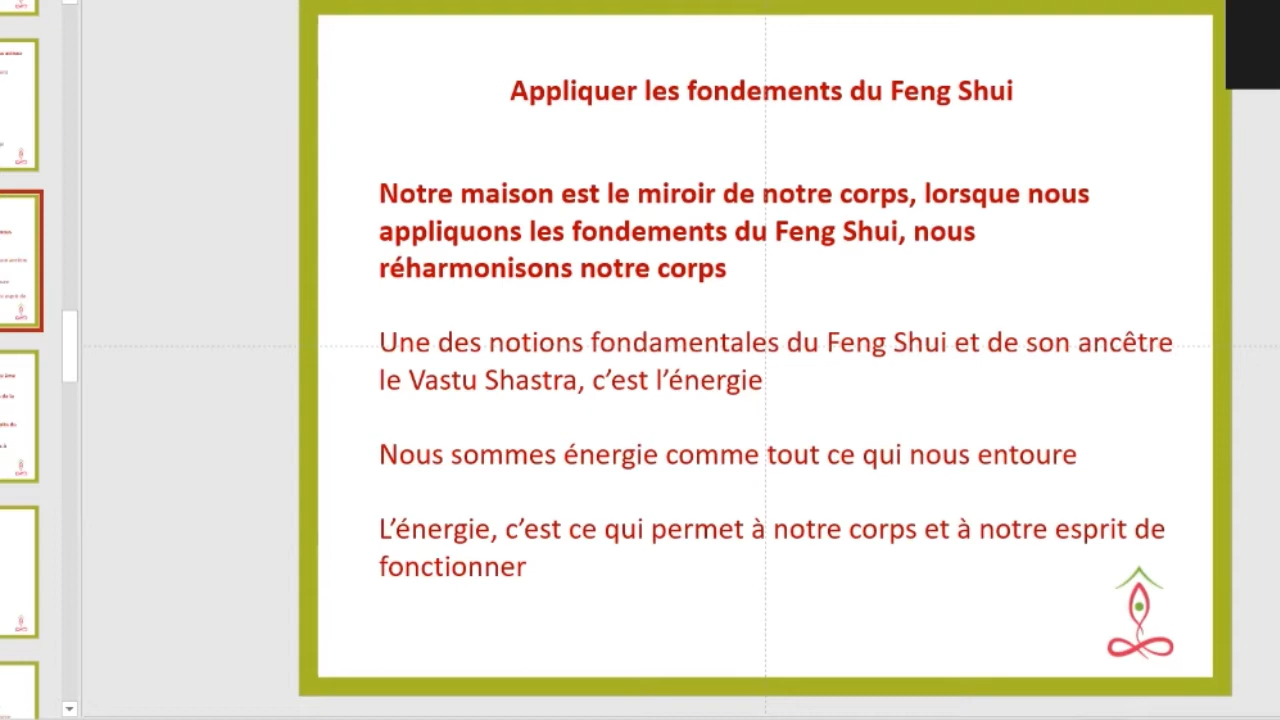 Appliquer les fondements du Feng Shui
Notre maison est le miroir de notre corps, lorsque nous
appliquons les fondements du Feng Shui, nous
réharmonisons notre corps
Une des notions fondamentales du Feng Shui et de son ancêtre
le Vastu Shastra, c’est l’énergie
Nous sommes énergie comme tout ce qui nous entoure
L’énergie, c’est ce qui permet à notre corps et à notre esprit de
fonctionner